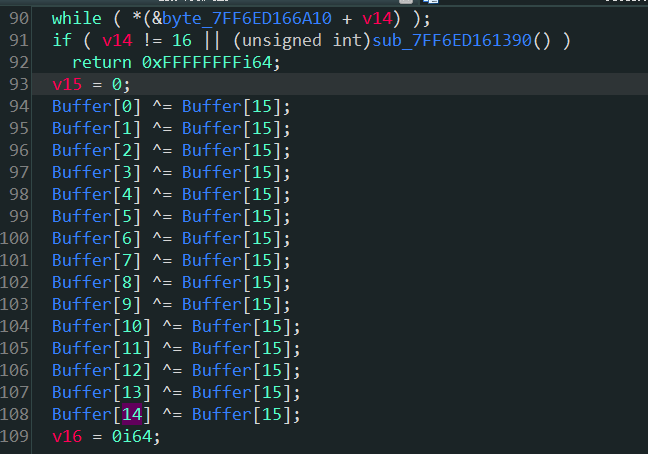 90 while ( *(&byte_7FF6ED166A10 + v14) );
91 if ( v14 != 16 || (unsigned int)sub_7FF6ED161390() )
92 return 0xFFFFFFFFi64;
93 v15 = 0;
94 Buffer[0] ^= Buffer[15];
95 Buffer[1] ^= Buffer[15];
96 Buffer[2] ^= Buffer[15];
97 Buffer[3] ^= Buffer[15];
98 Buffer[4] ^= Buffer[15];
99 Buffer[5] ^= Buffer[15];
100 Buffer[6] ^= Buffer[15];
101 Buffer[7] ^= Buffer[15];
102 Buffer[8] ^= Buffer[15];
103 Buffer[9] ^= Buffer[15];
104 Buffer[10] ^= Buffer[15];
105 Buffer[11] ^= Buffer[15];
106 Buffer[12] ^= Buffer[15];
107 Buffer[13] ^= Buffer[15];
108 Buffer[14] ^= Buffer[15];
109 v16 = 0i64;